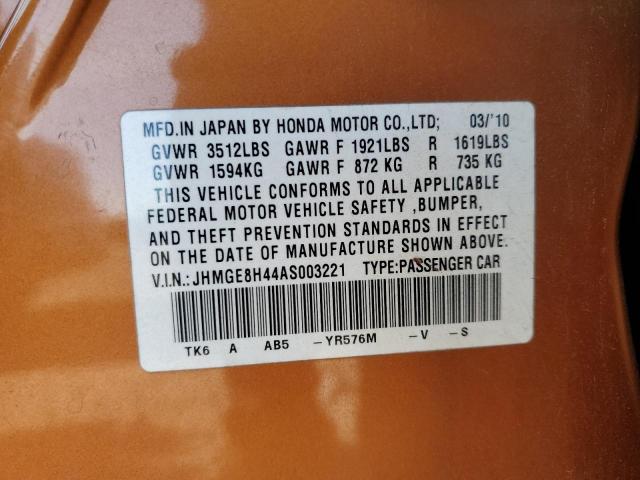 MFD.IN JAPAN BY HONDA MOTOR CO.,LTD; 03/'10
GVWR 3512LBS GAWR F 1921LBS R 1619LBS
GVWR 1594KG GAWR F 872 KG R 735 KG
THIS VEHICLE CONFORMS TO ALL APPLICABLE
FEDERAL MOTOR VEHICLE SAFETY ,BUMPER,
AND THEFT PREVENTION STANDARDS IN EFFECT
ON THE DATE OF MANUFACTURE SHOWN ABOVE.
V.I.N.: JHMGE8H44AS003221 TYPE:PASSENGER CAR
TK6 A AB5 -YR576M -V -S